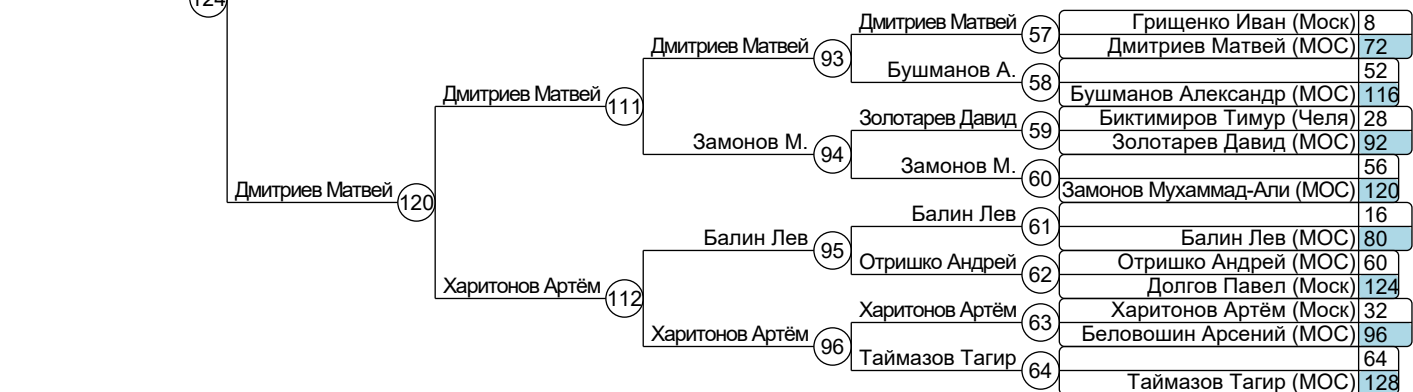 124
Дмитриев Матвей 57 Грищенко Иван (Моск) 8
Дмитриев Матвей 93 Дмитриев Матвей (МОС) 72
Бушманов А. 58 52
Дмитриев Матвей 111 Бушманов Александр (МОС) 116
Золотарев Давид 59 Биктимиров Тимур (Челя) 28
Замонов М. 94 Золотарев Давид (МОС) 92
Замонов М. 60 56
Дмитриев Матвей 120 Замонов Мухаммад-Али (МОС) 120
Балин Лев 61 16
Балин Лев 95 Балин Лев (МОС) 80
Отришко Андрей 62 Отришко Андрей (МОС) 60
Харитонов Артём 112 Долгов Павел (Моск) 124
Харитонов Артём 63 Харитонов Артём (Моск) 32
Харитонов Артём 96 Беловошин Арсений (МОС) 96
Таймазов Тагир 64 64
Таймазов Тагир (МОС) 128